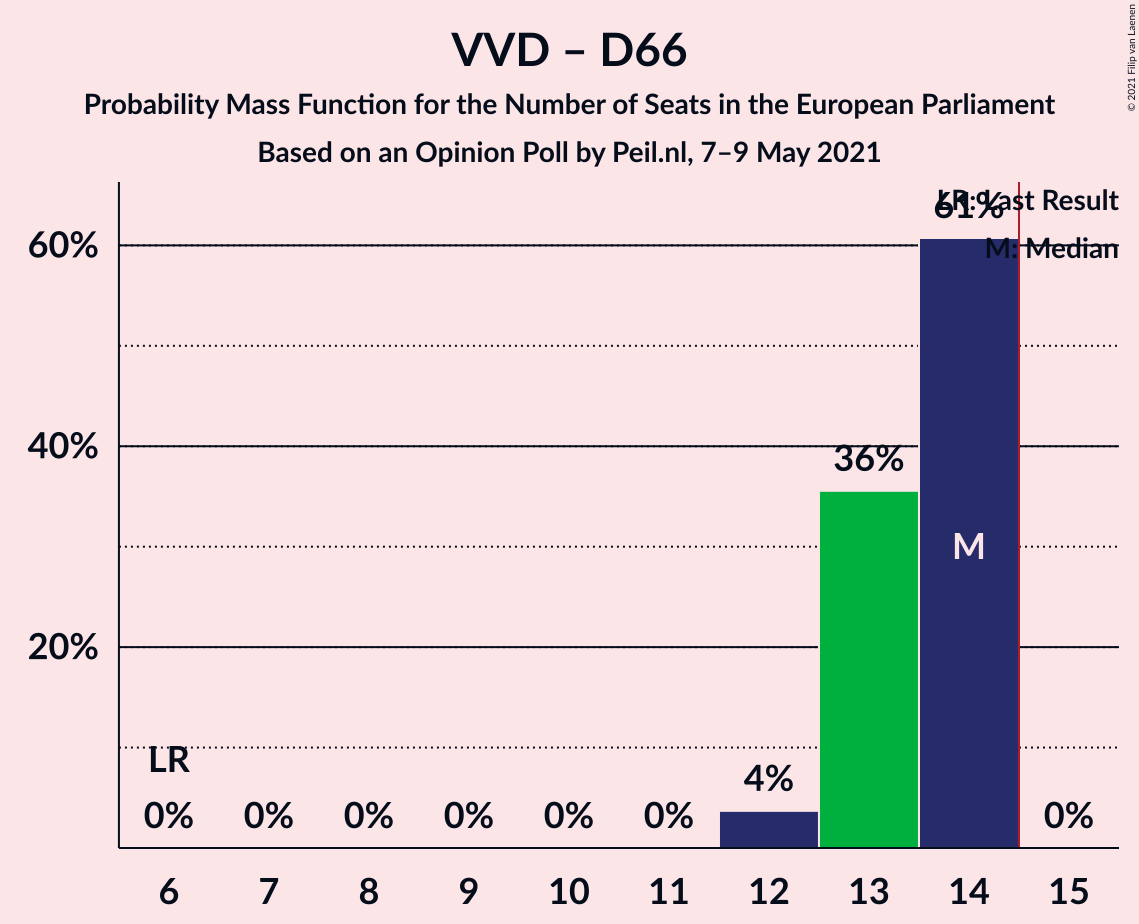 VVD – D66
Probability Mass Function for the Number of Seats in the European Parliament
Based on an Opinion Poll by Peil.nl, 7–9 May 2021
© 2021 Filip van Laenen
LR: Last Result
M: Median
60%
40%
20%
61%
36%
M
LR
4%
0% 0% 0% 0% 0% 0% 0%
6 7 8 9 10 11 12 13 14 15